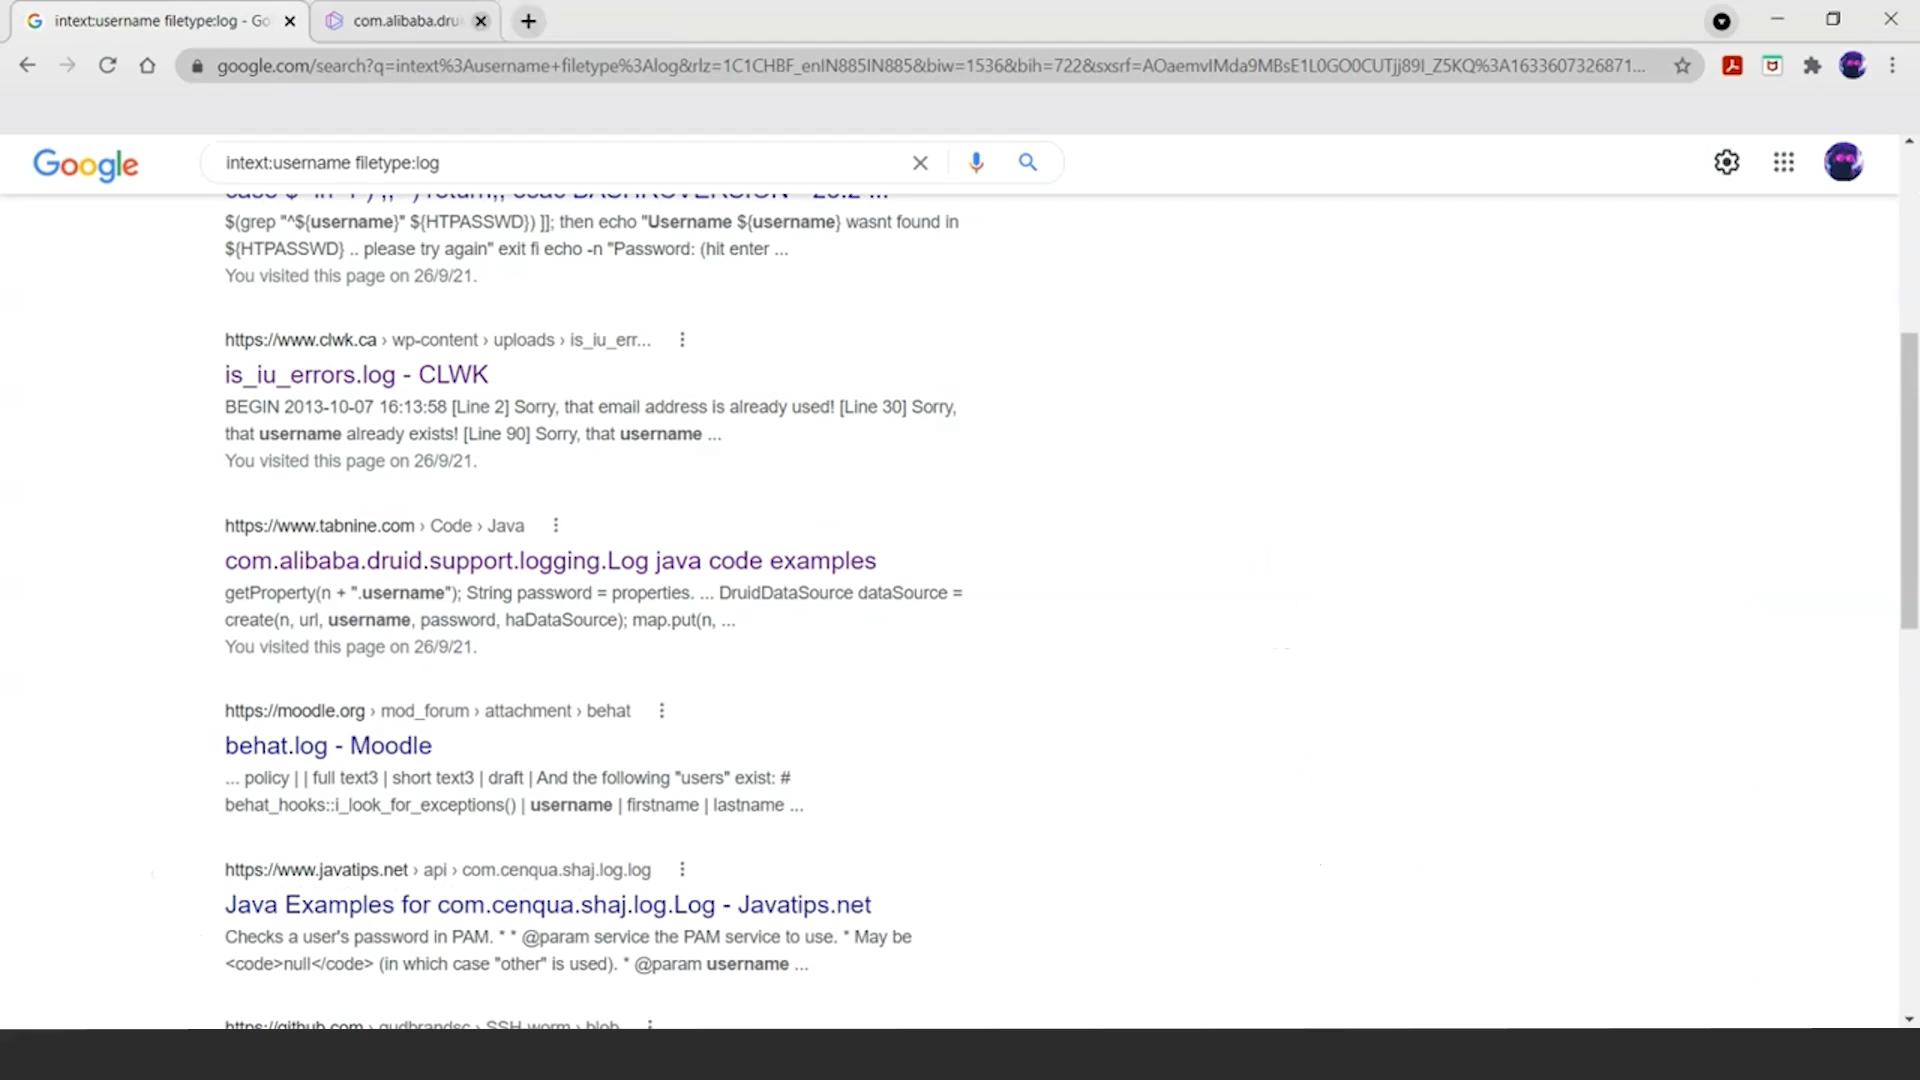 intext:username filetype:log - Go
com.alibaba.dru
google.com/search?q=intext%3Ausername+filetype%3Alog&rlz=1C1CHBF_enIN885IN885&biw=1536&bih=722&sxsrf=AOaemvIMda9MBsE1L0GO0CUTjj89I_Z5KQ%3A1633607326871...
Google
intext:username filetype:log
$(grep "^${username}" ${HTPASSWD}) ]]; then echo "Username ${username} wasnt found in
${HTPASSWD} .. please try again" exit fi echo -n "Password: (hit enter ...
You visited this page on 26/9/21.
https://www.clwk.ca › wp-content › uploads › is_iu_err...
is_iu_errors.log - CLWK
BEGIN 2013-10-07 16:13:58 [Line 2] Sorry, that email address is already used! [Line 30] Sorry,
that username already exists! [Line 90] Sorry, that username ...
You visited this page on 26/9/21.
https://www.tabnine.com › Code › Java
com.alibaba.druid.support.logging.Log java code examples
getProperty(n + ".username"); String password = properties. ... DruidDataSource dataSource =
create(n, url, username, password, haDataSource); map.put(n, ...
You visited this page on 26/9/21.
https://moodle.org › mod_forum › attachment › behat
behat.log - Moodle
... policy | | full text3 | short text3 | draft | And the following "users" exist: #
behat_hooks::i_look_for_exceptions() | username | firstname | lastname ...
https://www.javatips.net › api › com.cenqua.shaj.log.log
Java Examples for com.cenqua.shaj.log.Log - Javatips.net
Checks a user's password in PAM. * * @param service the PAM service to use. * May be
<code>null</code> (in which case "other" is used). * @param username ...
https://github.com › gudbrandsc › SSH-worm › blob